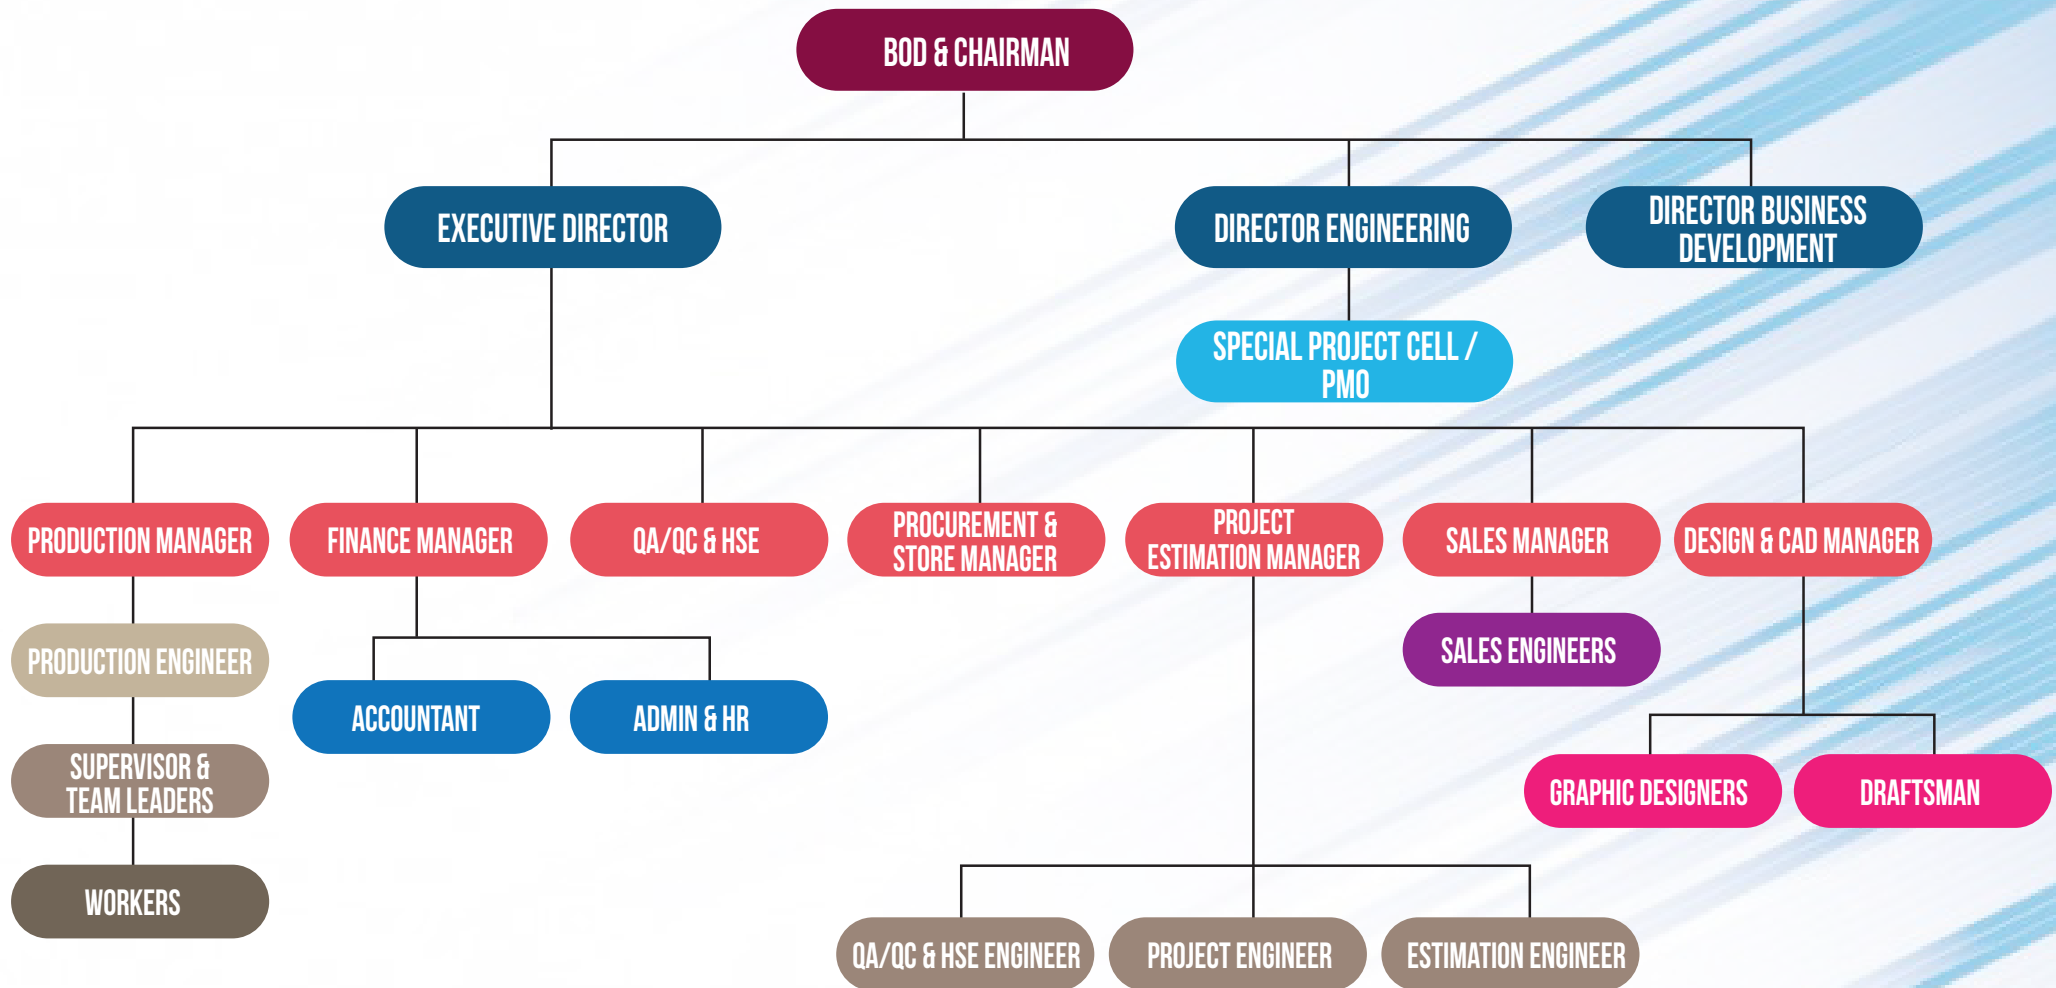 BOD & CHAIRMAN
EXECUTIVE DIRECTOR
DIRECTOR ENGINEERING
DIRECTOR BUSINESS
DEVELOPMENT
SPECIAL PROJECT CELL /
PMO
PRODUCTION MANAGER
FINANCE MANAGER
QA/QC & HSE
PROCUREMENT &
STORE MANAGER
PROJECT
ESTIMATION MANAGER
SALES MANAGER
DESIGN & CAD MANAGER
PRODUCTION ENGINEER
SALES ENGINEERS
ACCOUNTANT
ADMIN & HR
SUPERVISOR &
TEAM LEADERS
GRAPHIC DESIGNERS
DRAFTSMAN
WORKERS
QA/QC & HSE ENGINEER
PROJECT ENGINEER
ESTIMATION ENGINEER